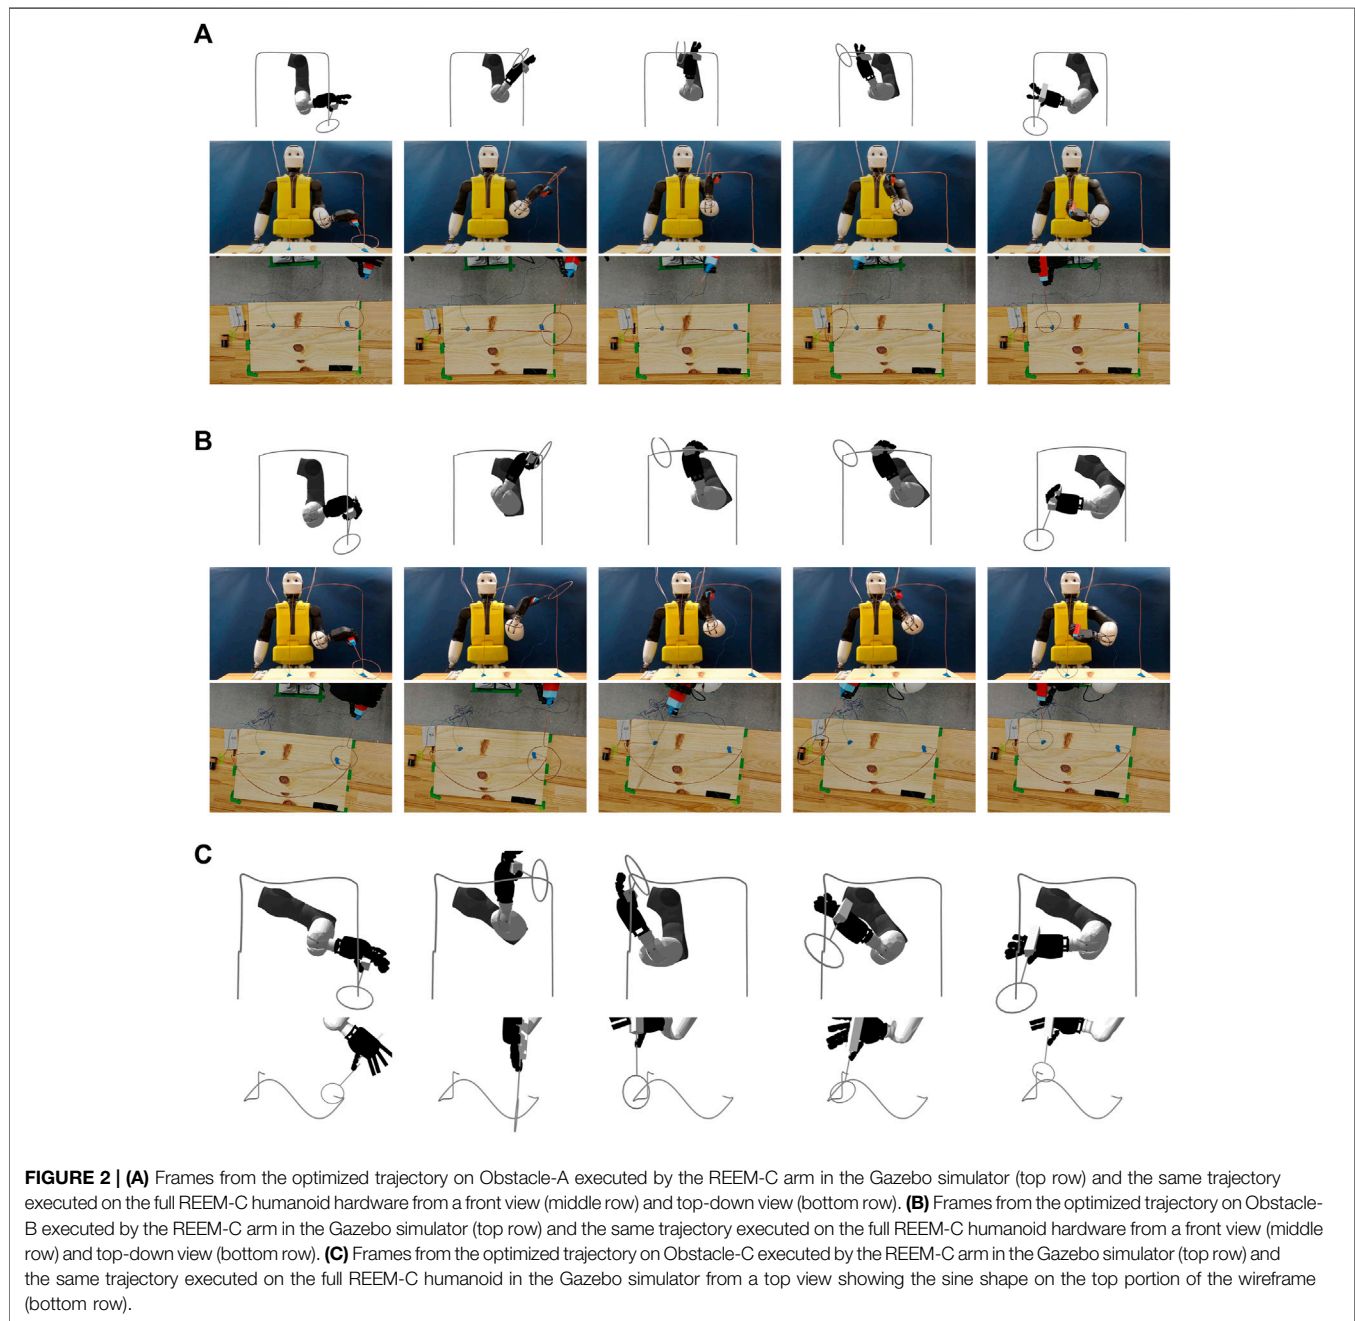 A
B
C
FIGURE 2 | (A) Frames from the optimized trajectory on Obstacle-A executed by the REEM-C arm in the Gazebo simulator (top row) and the same trajectory
executed on the full REEM-C humanoid hardware from a front view (middle row) and top-down view (bottom row). (B) Frames from the optimized trajectory on Obstacle-
B executed by the REEM-C arm in the Gazebo simulator (top row) and the same trajectory executed on the full REEM-C humanoid hardware from a front view (middle
row) and top-down view (bottom row). (C) Frames from the optimized trajectory on Obstacle-C executed by the REEM-C arm in the Gazebo simulator (top row) and
the same trajectory executed on the full REEM-C humanoid in the Gazebo simulator from a top view showing the sine shape on the top portion of the wireframe
(bottom row).